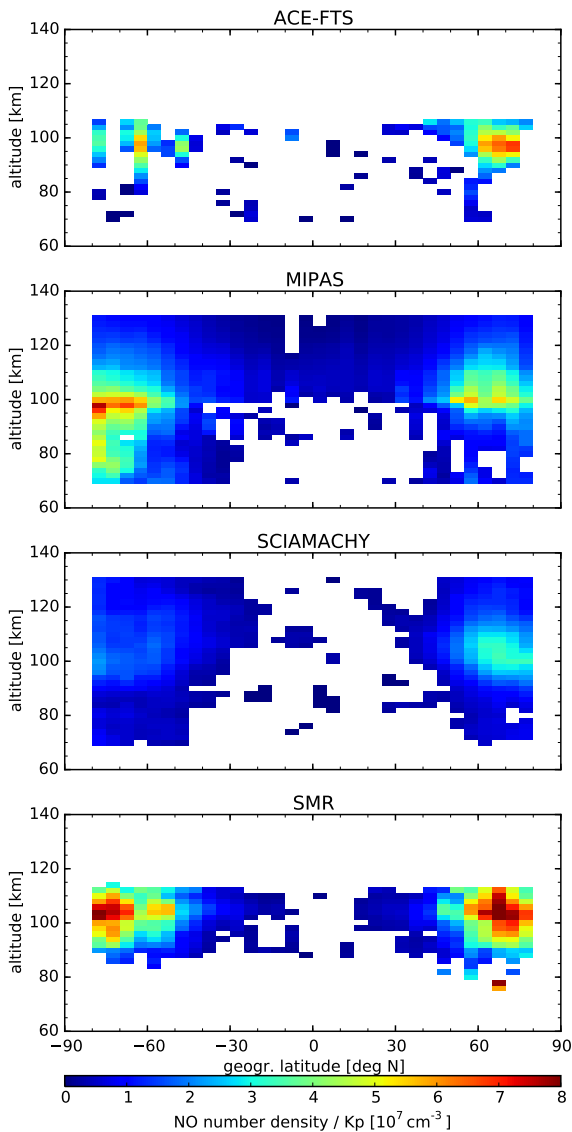 ACE-FTS
140
120
100
80
60
altitude [km]
MIPAS
140
120
100
80
60
altitude [km]
SCIAMACHY
140
120
100
80
60
altitude [km]
SMR
140
120
100
80
60
altitude [km]
−90 −60 −30 0 30 60 90
geogr. latitude [deg N]
0 1 2 3 4 5 6 7 8
NO number density / Kp [10⁷ cm⁻³ ]